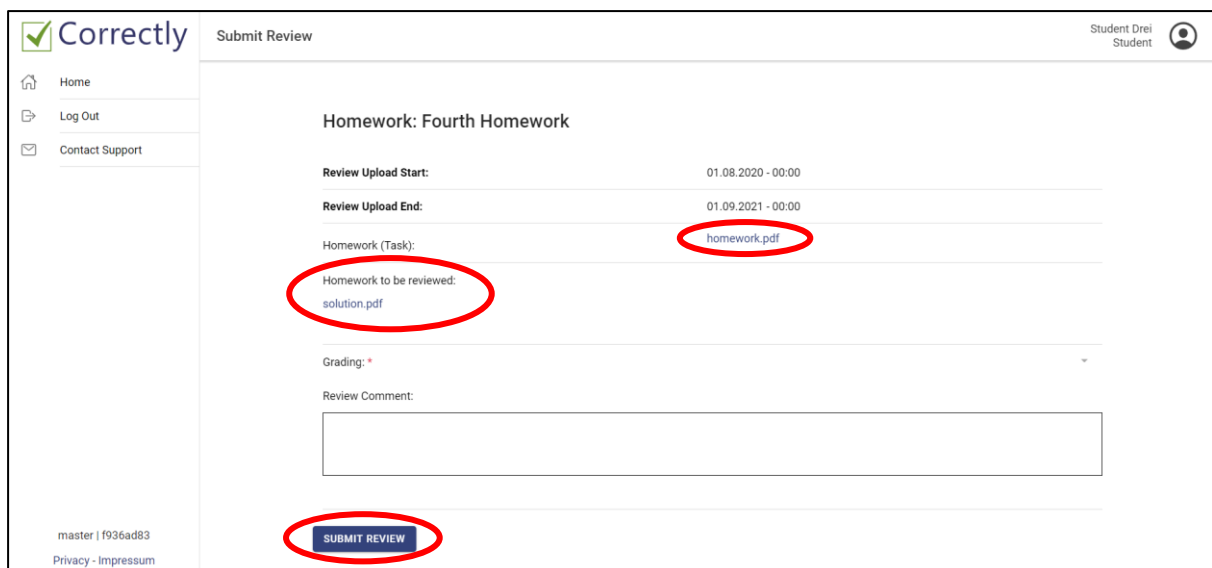 Correctly
Submit Review
Student Drei
Student
Home
Log Out
Contact Support
Homework: Fourth Homework
Review Upload Start: 01.08.2020 - 00:00
Review Upload End: 01.09.2021 - 00:00
Homework (Task): homework.pdf
Homework to be reviewed:
solution.pdf
Grading: *
Review Comment:
SUBMIT REVIEW
master | f936ad83
Privacy - Impressum